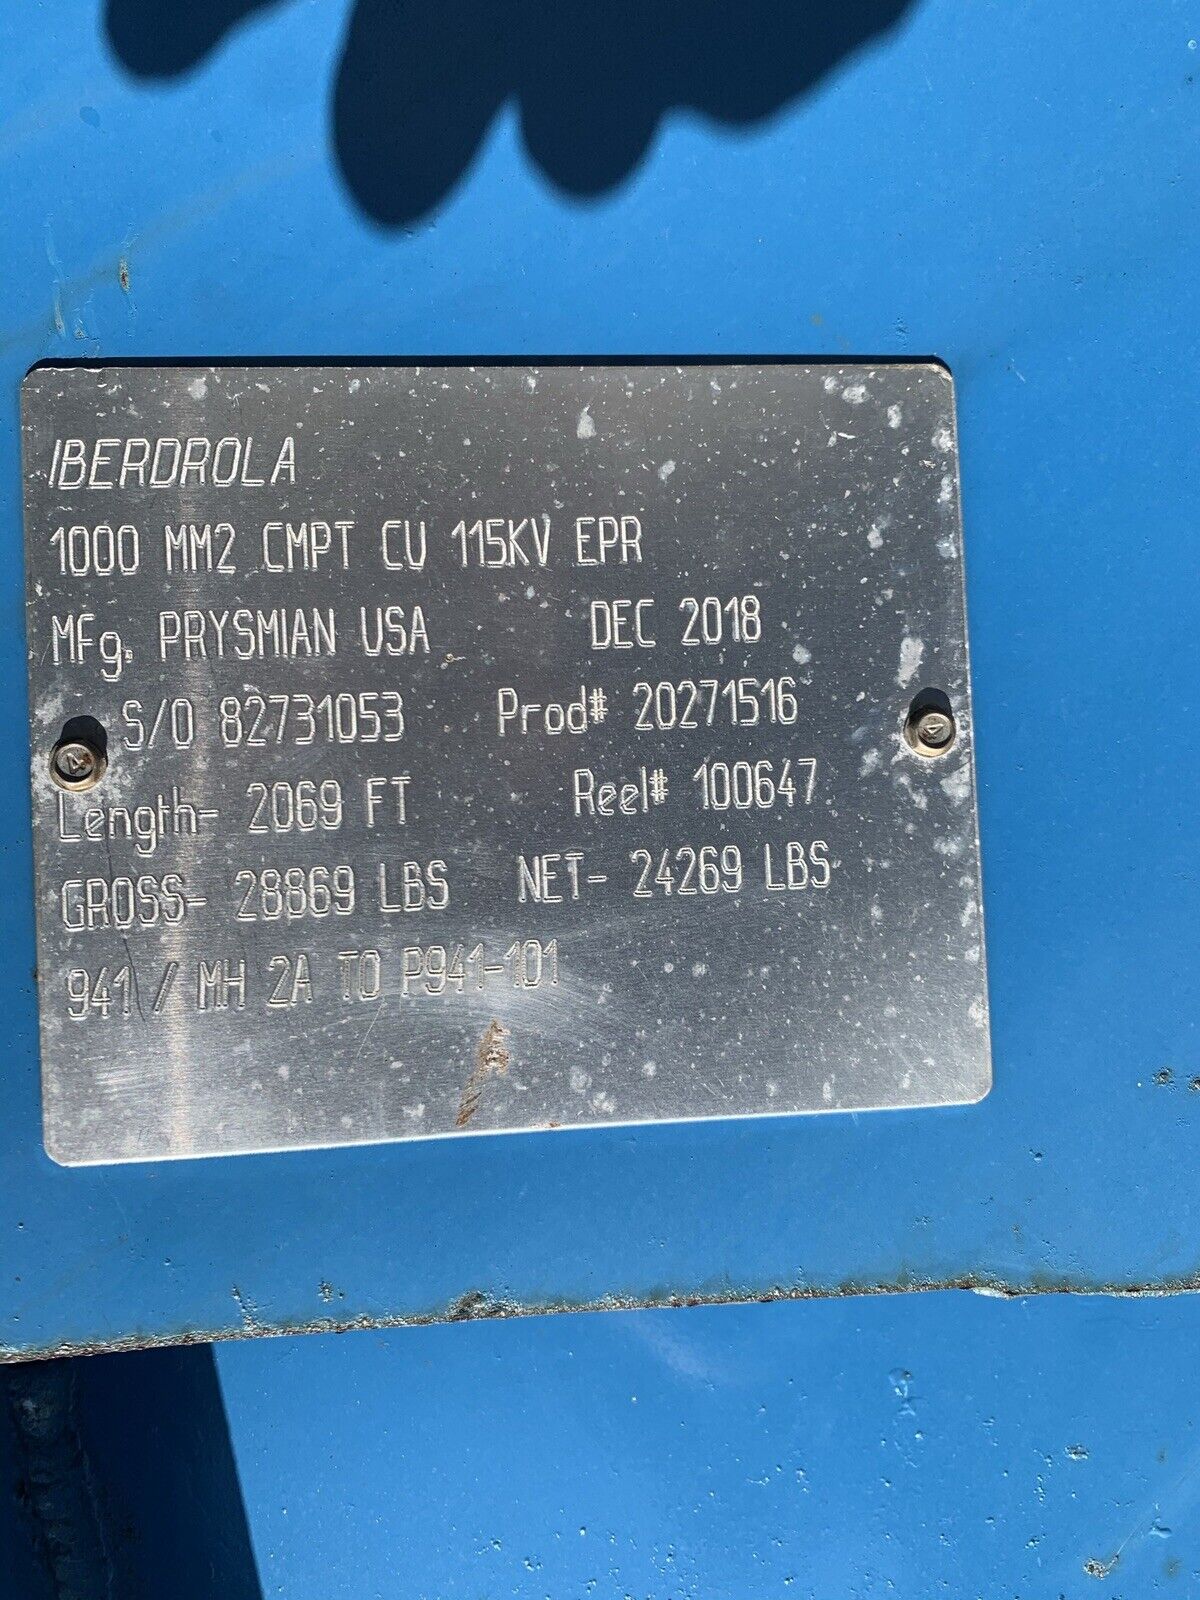 IBERDROLA
1000 MM2 CMPT CU 115KV EPR
Mfg. PRYSMIAN USA DEC 2018
S/O 82731053 Prod# 20271516
Length- 2069 FT Reel# 100647
GROSS- 28869 LBS NET- 24269 LBS
941 / MH 2A TO P941-101